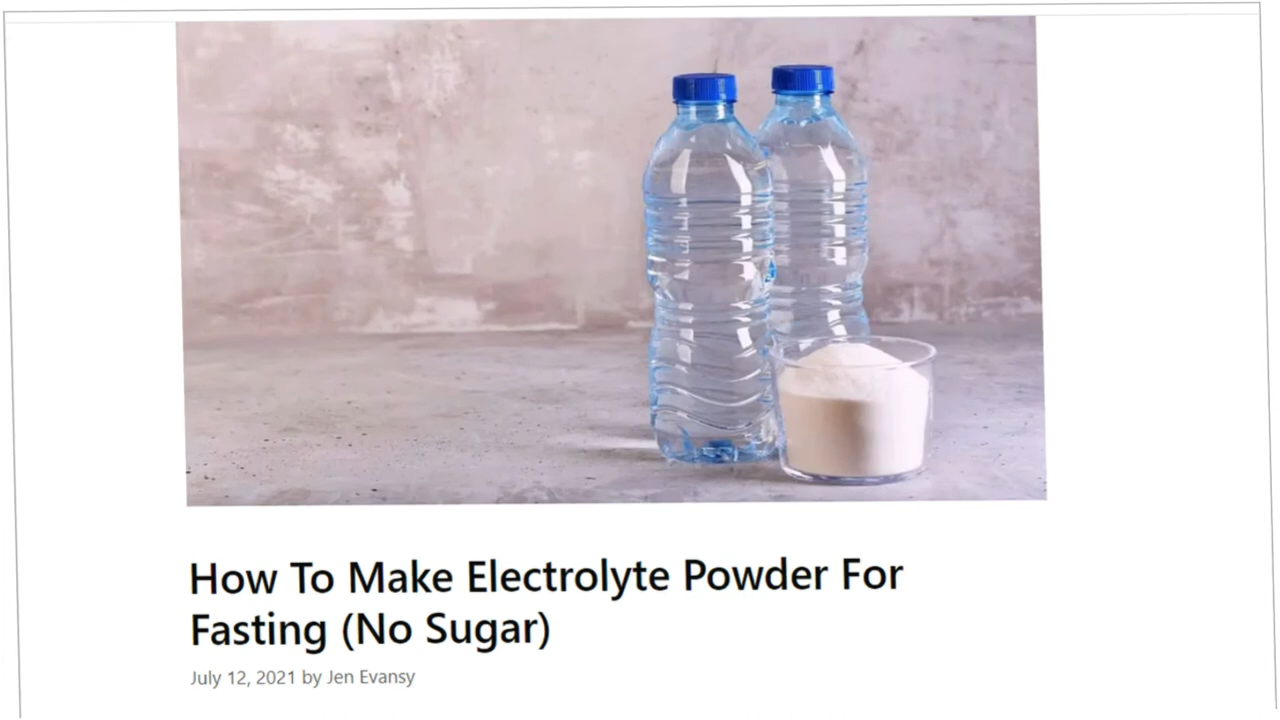 How To Make Electrolyte Powder For
Fasting (No Sugar)
July 12, 2021 by Jen Evansy